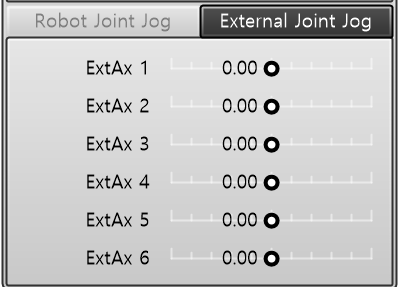 Robot Joint Jog External Joint Jog
ExtAx 1 0.00
ExtAx 2 0.00
ExtAx 3 0.00
ExtAx 4 0.00
ExtAx 5 0.00
ExtAx 6 0.00